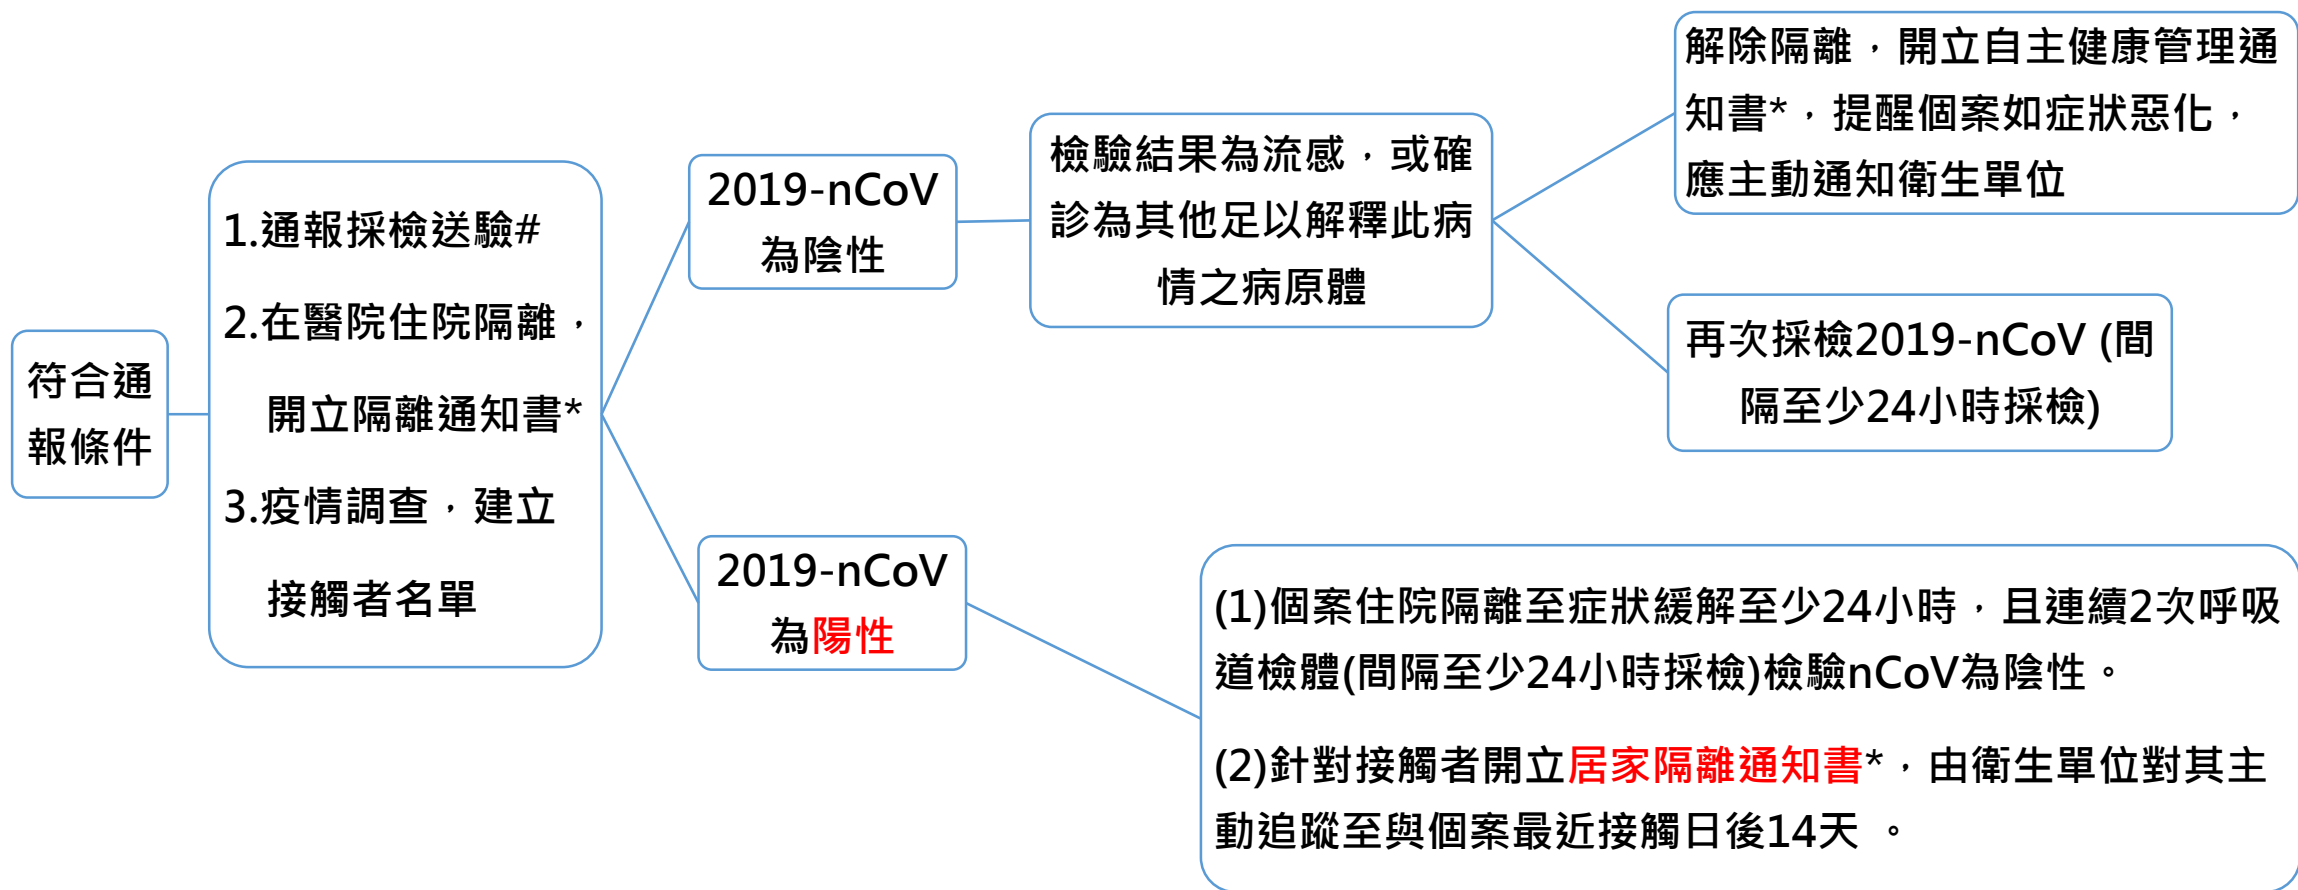 符合通
報條件
1.通報採檢送驗#
2.在醫院住院隔離，
開立隔離通知書*
3.疫情調查，建立
接觸者名單
2019-nCoV
為陰性
檢驗結果為流感，或確
診為其他足以解釋此病
情之病原體
解除隔離，開立自主健康管理通
知書*，提醒個案如症狀惡化，
應主動通知衛生單位
再次採檢2019-nCoV (間
隔至少24小時採檢)
2019-nCoV
為陽性
(1)個案住院隔離至症狀緩解至少24小時，且連續2次呼吸
道檢體(間隔至少24小時採檢)檢驗nCoV為陰性。
(2)針對接觸者開立居家隔離通知書*，由衛生單位對其主
動追蹤至與個案最近接觸日後14天 。